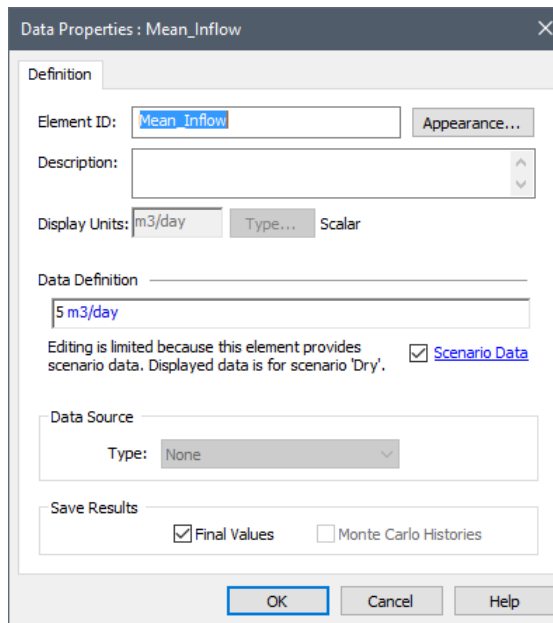 Data Properties : Mean_Inflow
Definition
Element ID: Mean_Inflow Appearance...
Description:
Display Units: m3/day Type... Scalar
Data Definition
5 m3/day
Editing is limited because this element provides
scenario data. Displayed data is for scenario 'Dry'.
Scenario Data
Data Source
Type: None
Save Results
Final Values Monte Carlo Histories
OK Cancel Help